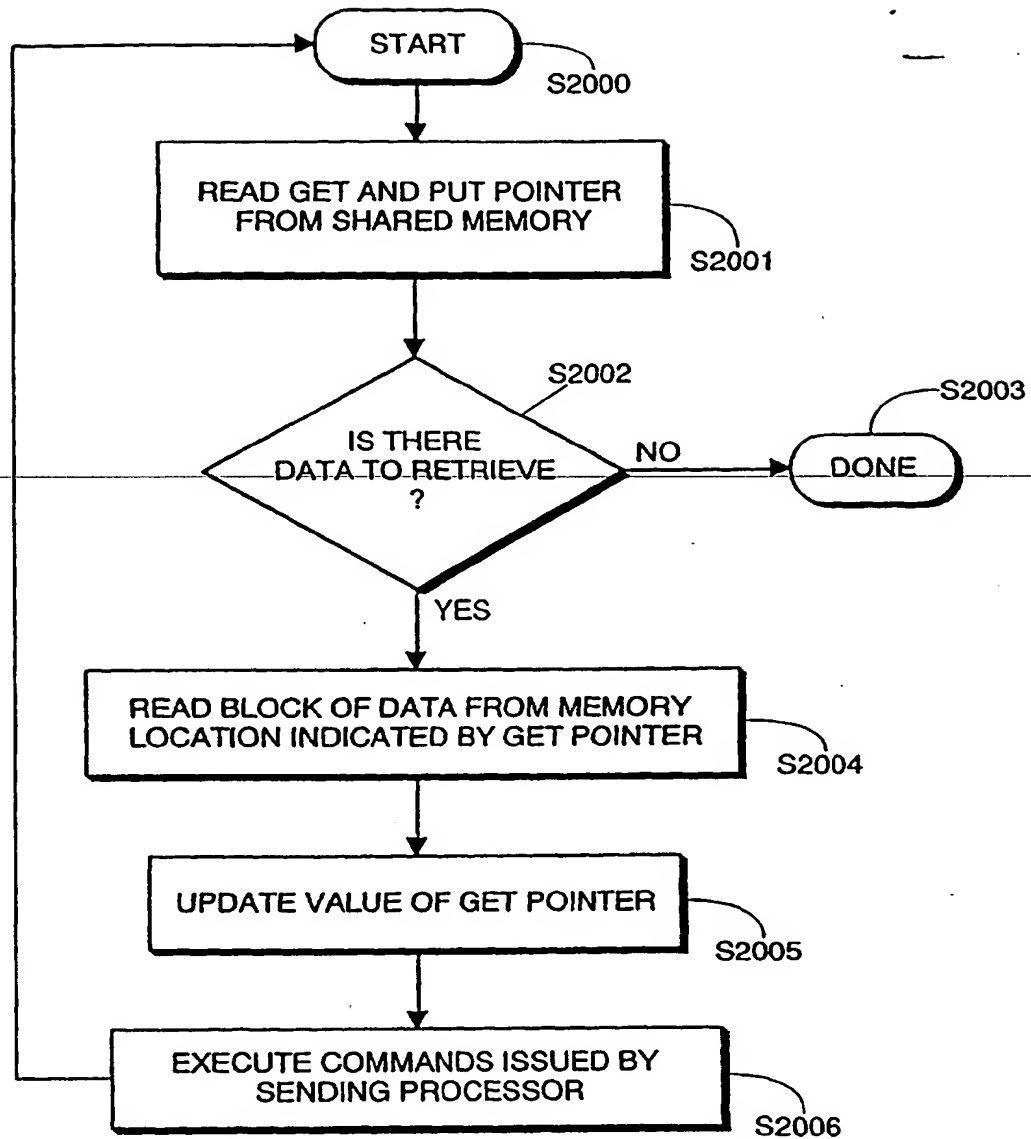 START
S2000
READ GET AND PUT POINTER
FROM SHARED MEMORY
S2001
S2002
IS THERE
DATA TO RETRIEVE
?
NO
S2003
DONE
YES
READ BLOCK OF DATA FROM MEMORY
LOCATION INDICATED BY GET POINTER
S2004
UPDATE VALUE OF GET POINTER
S2005
EXECUTE COMMANDS ISSUED BY
SENDING PROCESSOR
S2006